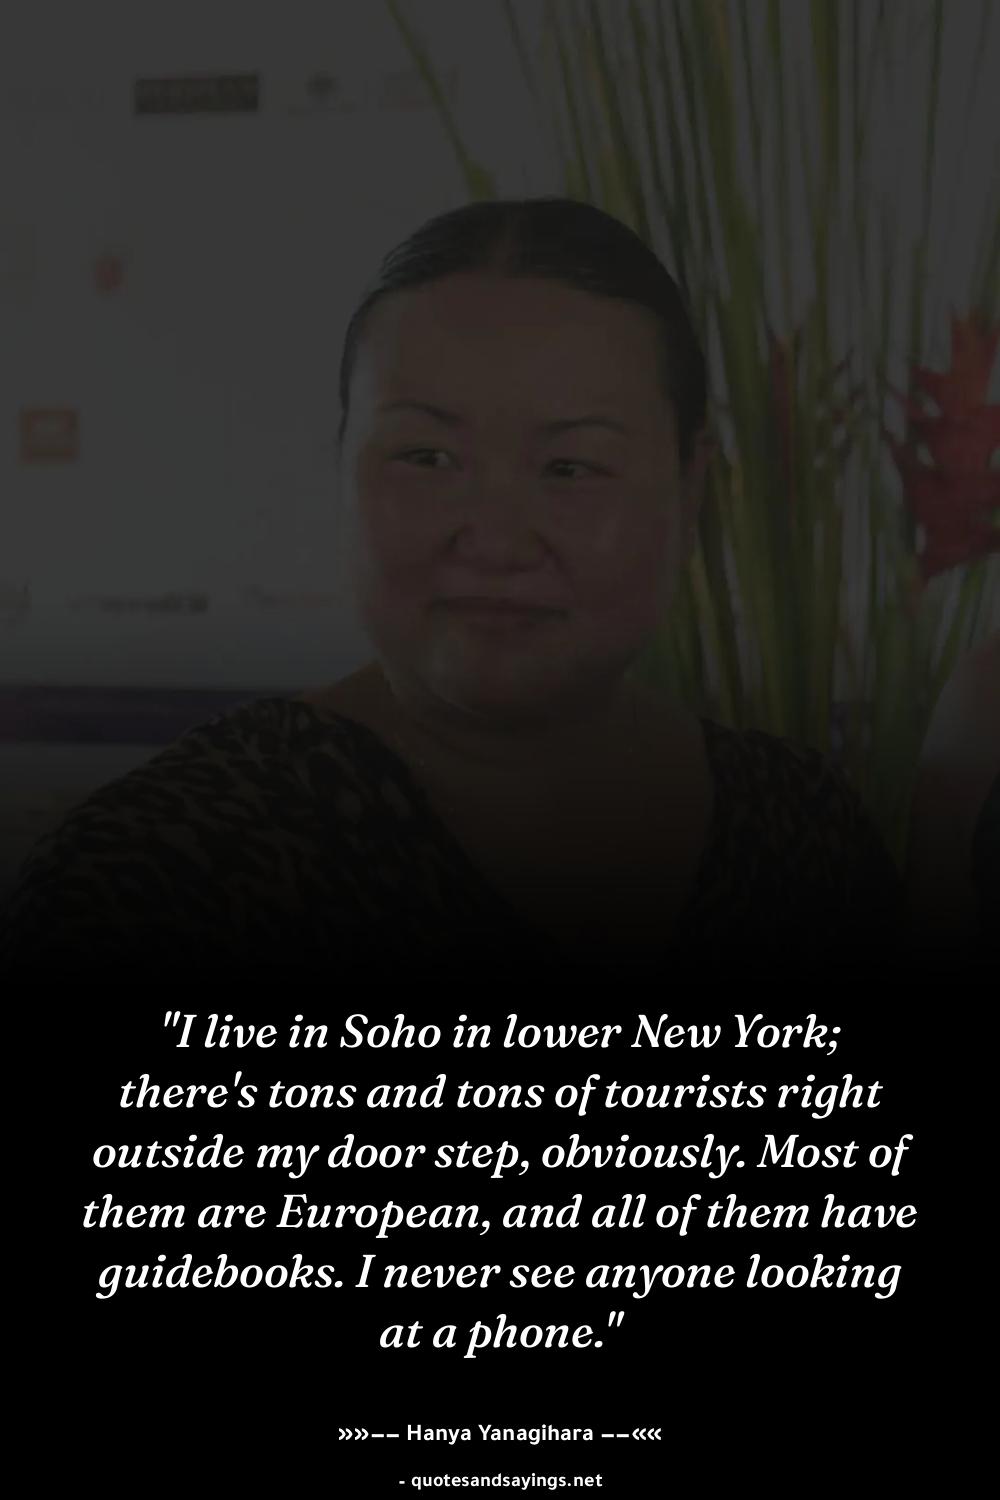 "I live in Soho in lower New York;
there's tons and tons of tourists right
outside my door step, obviously. Most of
them are European, and all of them have
guidebooks. I never see anyone looking
at a phone."
»»−− Hanya Yanagihara −−««
- quotesandsayings.net